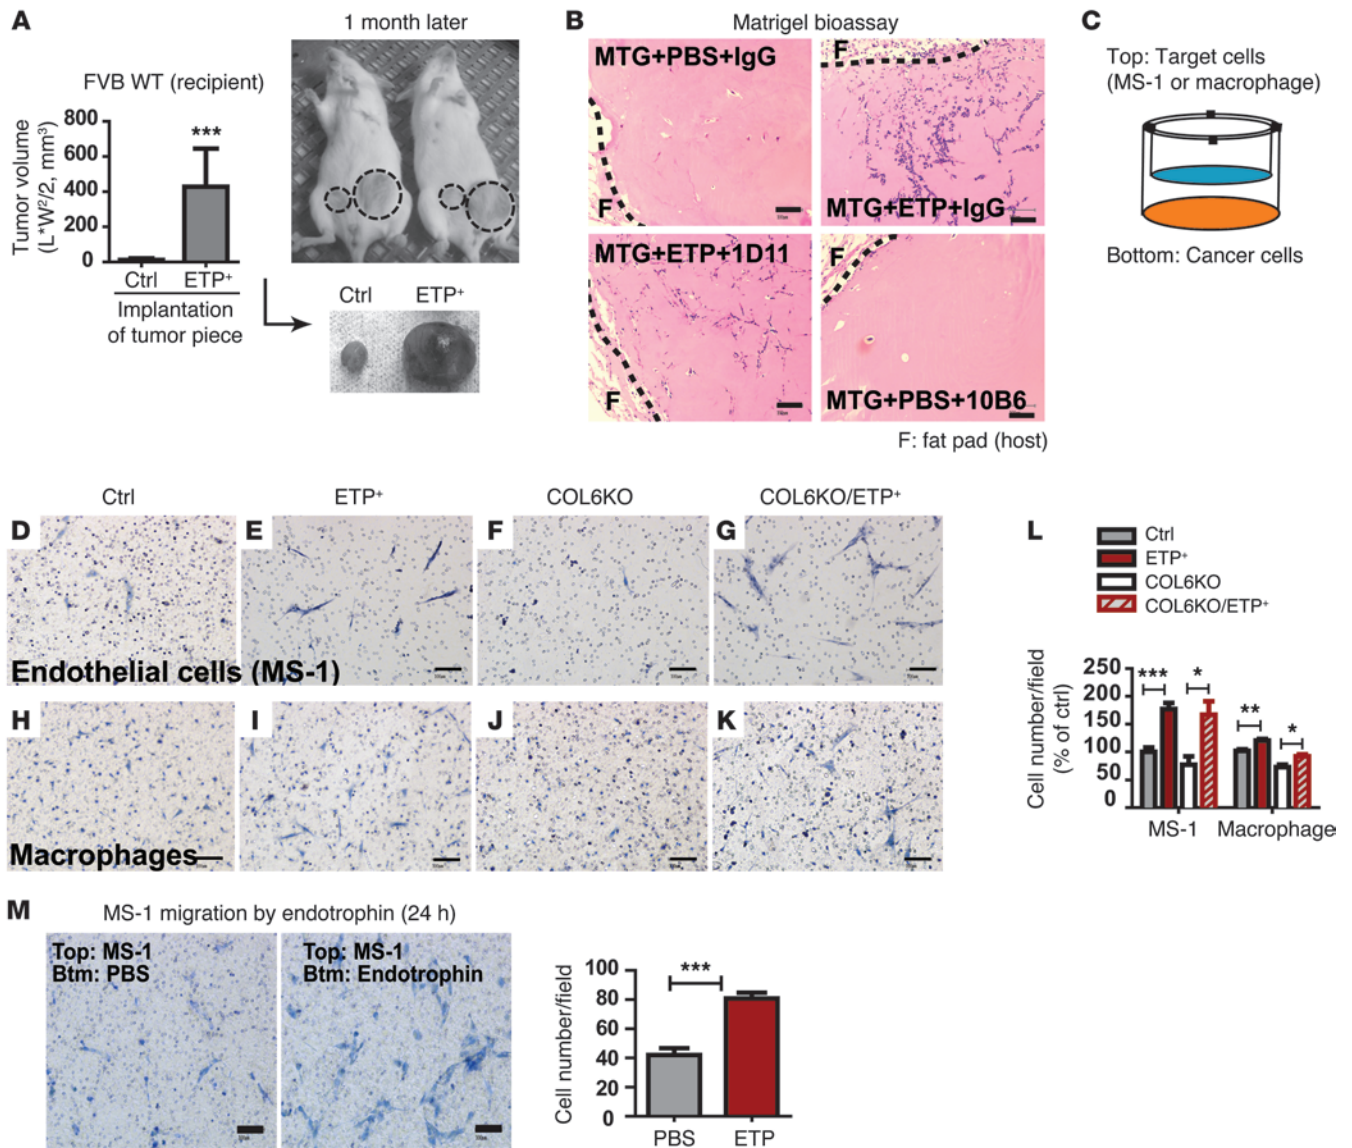 A
1 month later
FVB WT (recipient)
Tumor volume
(L*W²/2, mm³)
800
600
400
200
0
***
Ctrl
ETP⁺
Implantation
of tumor piece
Ctrl
ETP⁺
B
Matrigel bioassay
MTG+PBS+IgG
F
F
MTG+ETP+IgG
MTG+ETP+1D11
F
F
MTG+PBS+10B6
F: fat pad (host)
C
Top: Target cells
(MS-1 or macrophage)
Bottom: Cancer cells
Ctrl
ETP⁺
COL6KO
COL6KO/ETP⁺
D
E
F
G
Endothelial cells (MS-1)
H
I
J
K
Macrophages
L
Ctrl
ETP⁺
COL6KO
COL6KO/ETP⁺
Cell number/field
(% of ctrl)
250
200
150
100
50
0
***
*
**
*
MS-1
Macrophage
M
MS-1 migration by endotrophin (24 h)
Top: MS-1
Btm: PBS
Top: MS-1
Btm: Endotrophin
Cell number/field
100
80
60
40
20
0
***
PBS
ETP